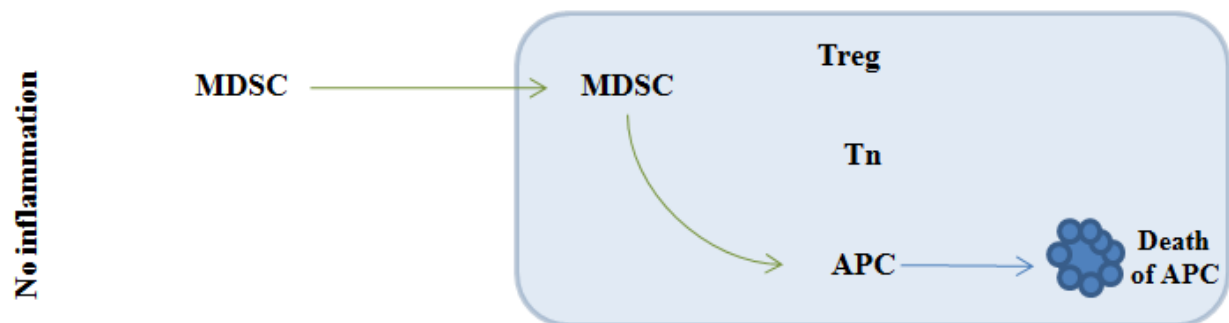 No inflammation
MDSC
MDSC
Treg
Tn
APC
Death
of APC